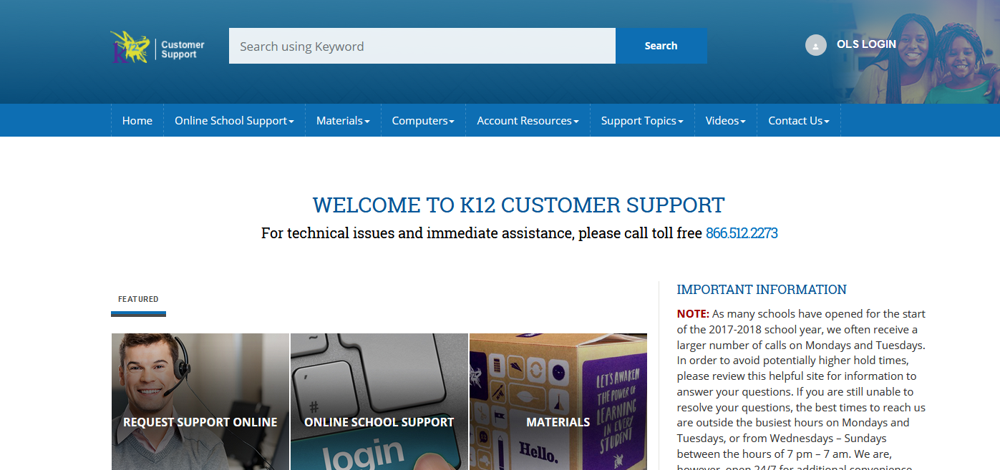 K12
Customer
Support
Search using Keyword
Search
OLS LOGIN
Home
Online School Support
Materials
Computers
Account Resources
Support Topics
Videos
Contact Us
WELCOME TO K12 CUSTOMER SUPPORT
For technical issues and immediate assistance, please call toll free 866.512.2273
FEATURED
REQUEST SUPPORT ONLINE
#
ONLINE SCHOOL SUPPORT
login
LET'S AWAKEN
THE POWER OF
LEARNING
IN EVERY
STUDENT
MATERIALS
Hello.
IMPORTANT INFORMATION
NOTE: As many schools have opened for the start
of the 2017-2018 school year, we often receive a
larger number of calls on Mondays and Tuesdays.
In order to avoid potentially higher hold times,
please review this helpful site for information to
answer your questions. If you are still unable to
resolve your questions, the best times to reach us
are outside the busiest hours on Mondays and
Tuesdays, or from Wednesdays – Sundays
between the hours of 7 pm – 7 am. We are,
however, open 24/7 for additional convenience